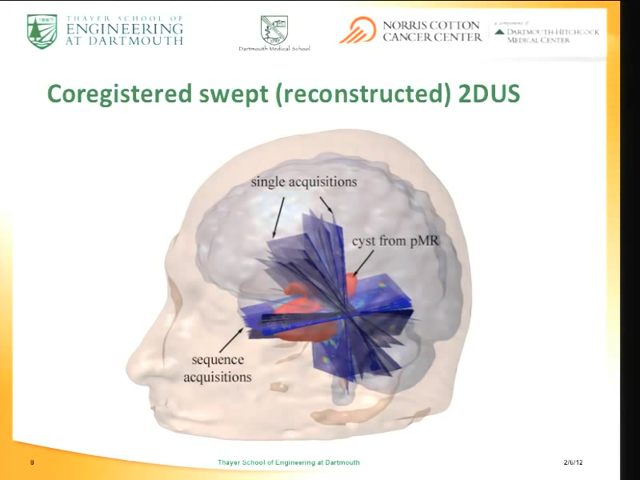 THAYER SCHOOL OF
ENGINEERING
AT DARTMOUTH
Dartmouth Medical School
NORRIS COTTON
CANCER CENTER
a component of
DARTMOUTH-HITCHCOCK
MEDICAL CENTER
Coregistered swept (reconstructed) 2DUS
single acquisitions
cyst from pMR
sequence
acquisitions
9
Thayer School of Engineering at Dartmouth
2/6/12